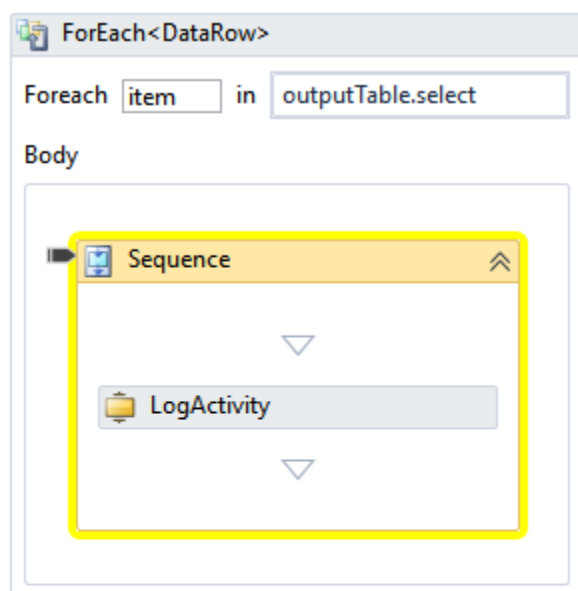 ForEach<DataRow>
Foreach item in outputTable.select
Body
Sequence
LogActivity